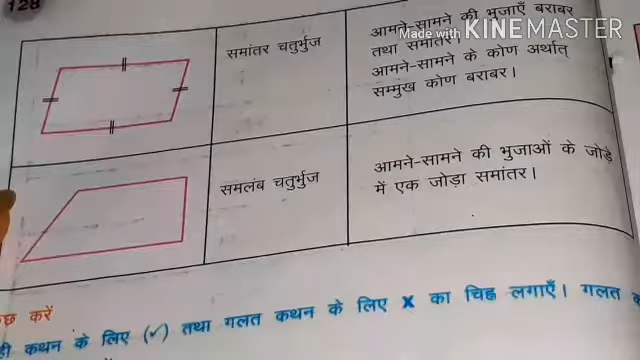 128
Made with KINEMASTER
समांतर चतुर्भुज
आमने-सामने की भुजाएँ बराबर
तथा समांतर।
आमने-सामने के कोण अर्थात्
सम्मुख कोण बराबर।
समलंब चतुर्भुज
आमने-सामने की भुजाओं के जोड़े
में एक जोड़ा समांतर।
करें
कथन के लिए (✓) तथा गलत कथन के लिए X का चिह्न लगाएँ। गलत